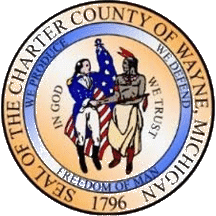 SEAL OF THE CHARTER COUNTY OF WAYNE, MICHIGAN
1796
WE PRODUCE
WE DEFEND
FREEDOM OF MAN
IN GOD
WE TRUST